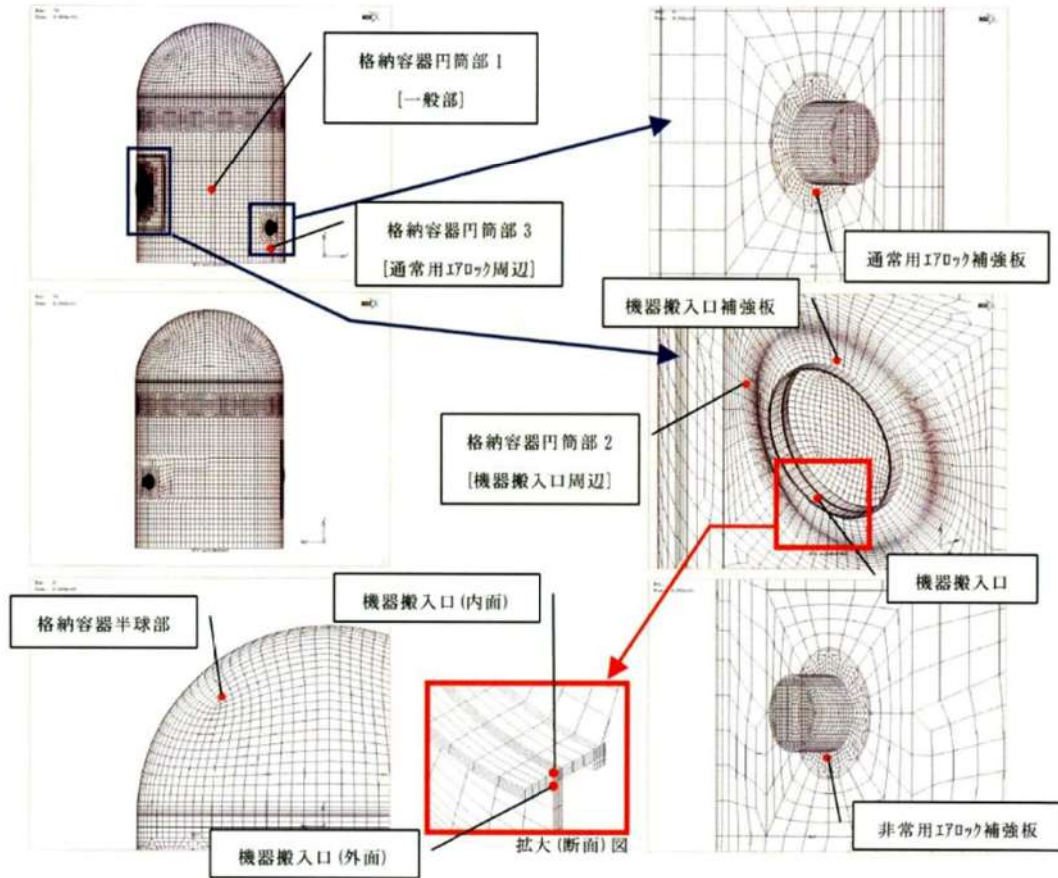 格納容器円筒部1
[一般部]
格納容器円筒部3
[通常用エアロック周辺]
通常用エアロック補強板
機器搬入口補強板
格納容器円筒部2
[機器搬入口周辺]
機器搬入口
機器搬入口(内面)
格納容器半球部
機器搬入口(外面)
拡大(断面)図
非常用エアロック補強板